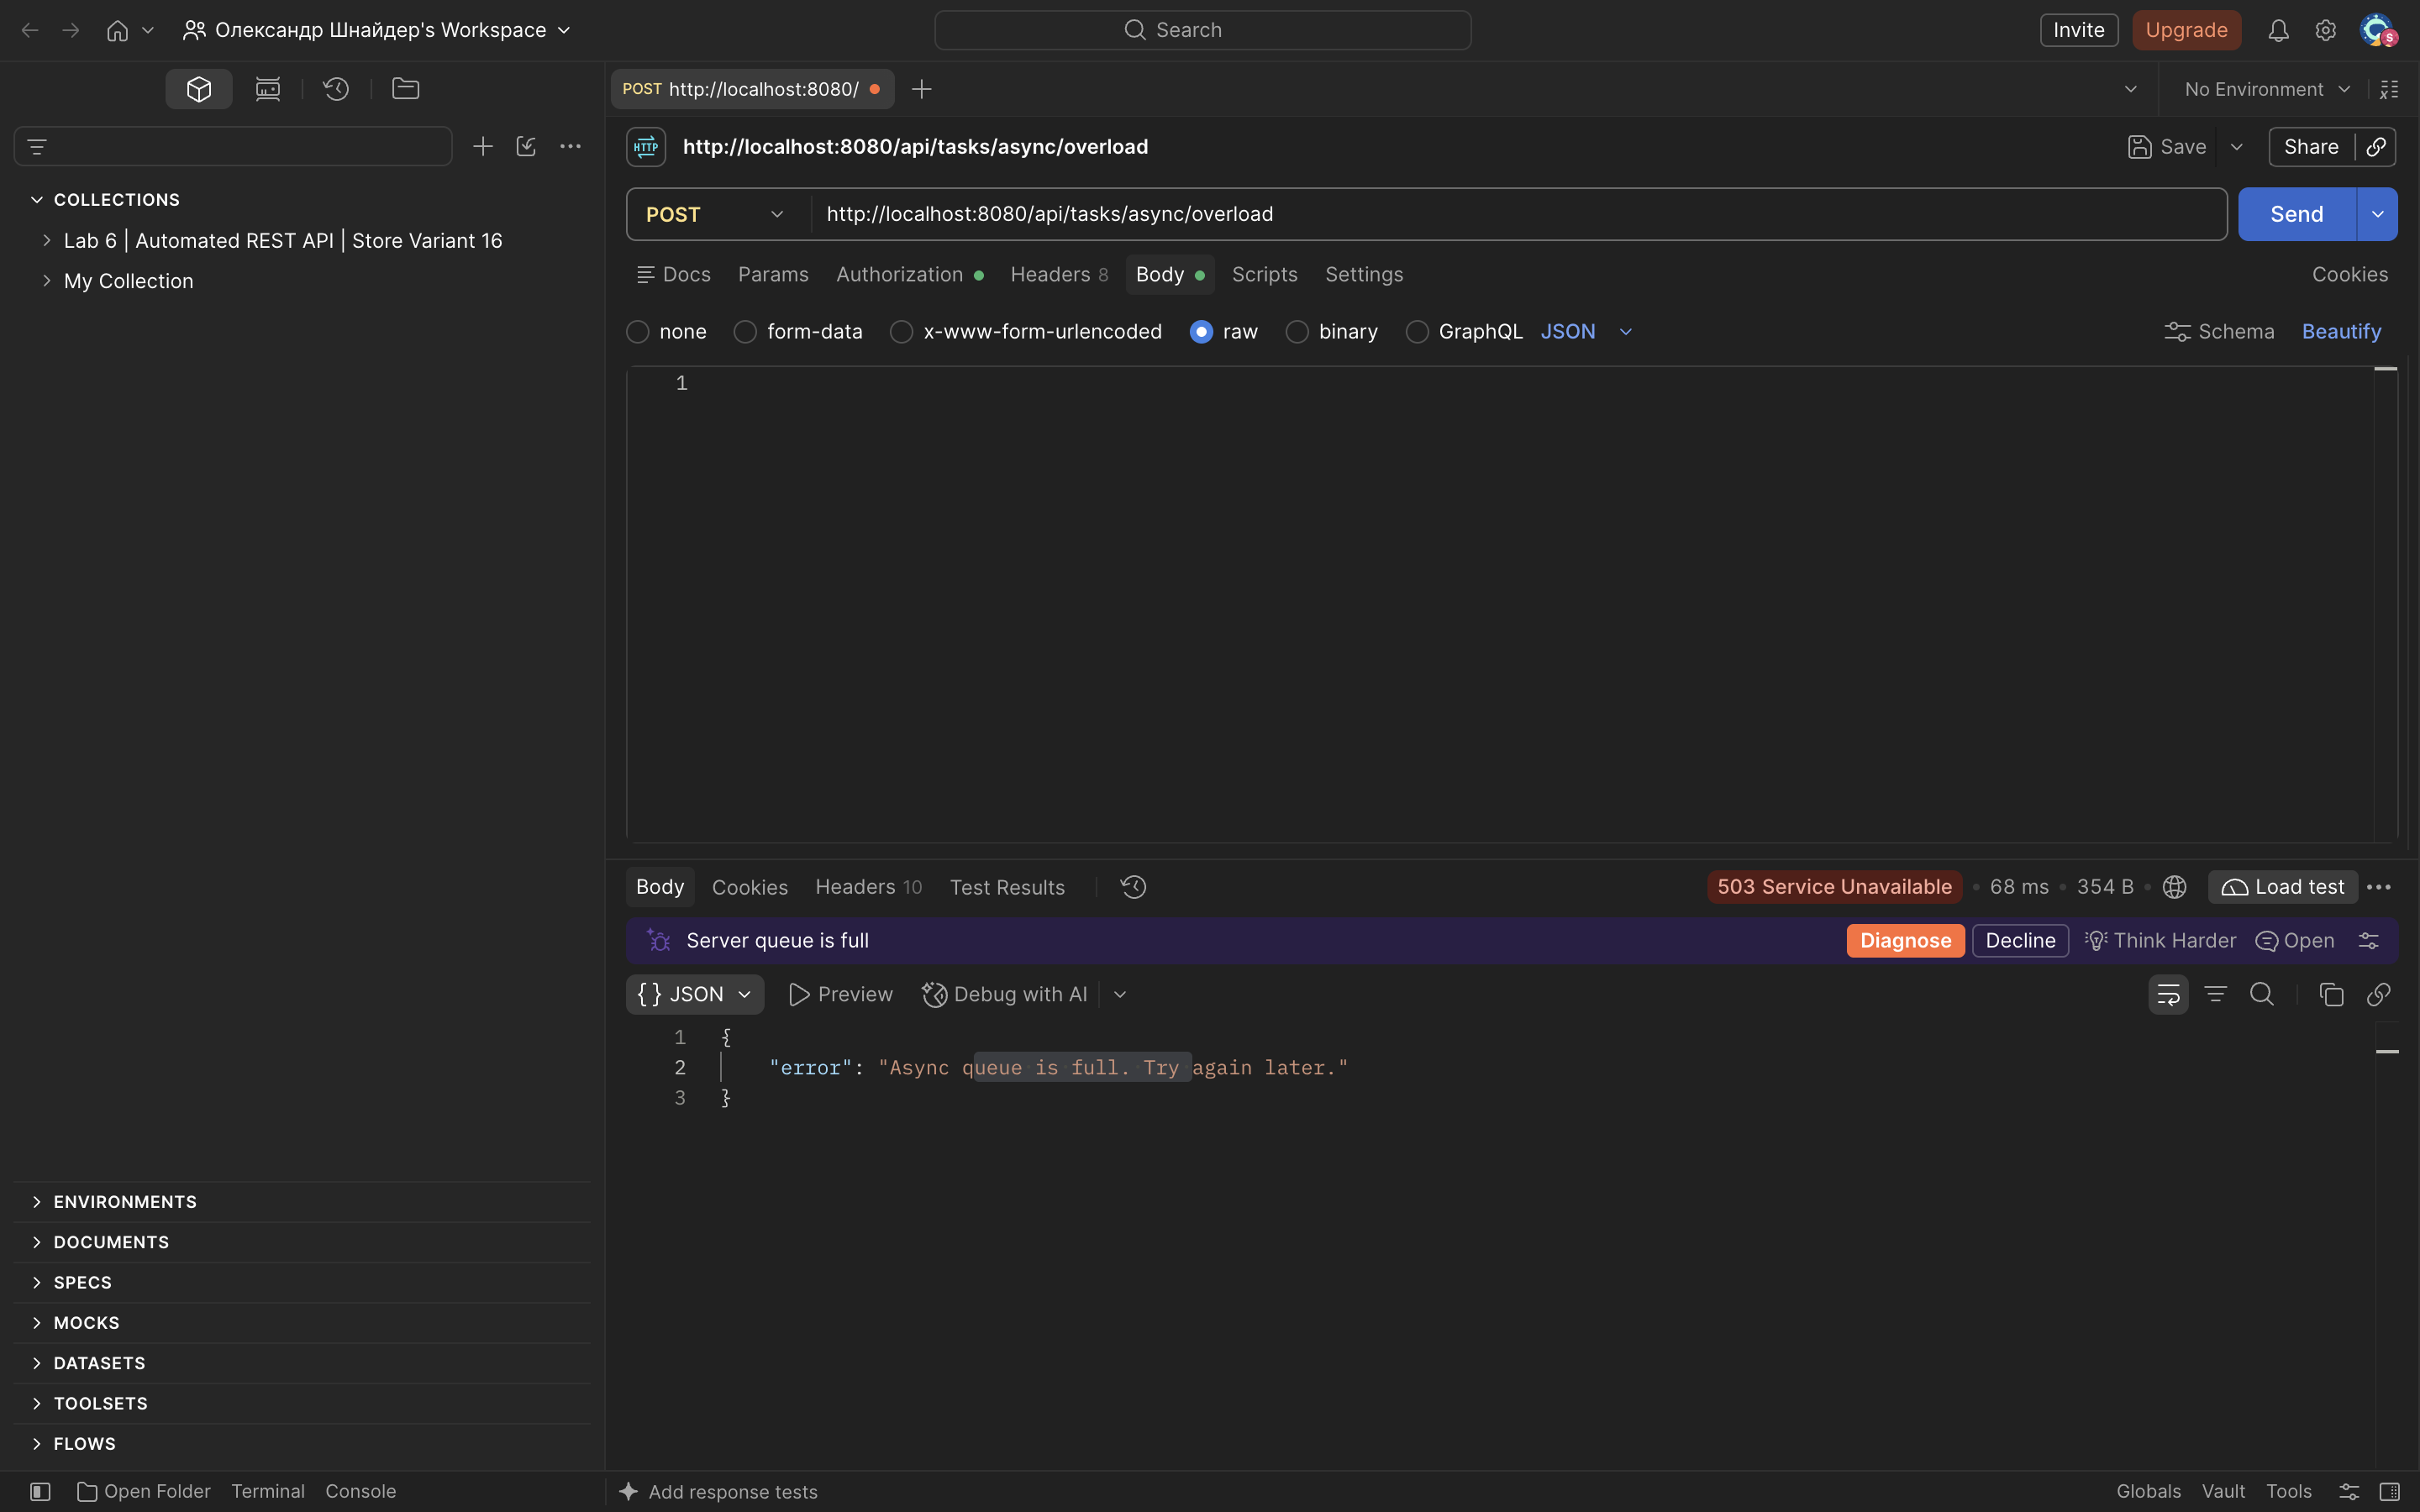 Олександр Шнайдер's Workspace
Search
Invite
Upgrade
POST http://localhost:8080/
No Environment
HTTP http://localhost:8080/api/tasks/async/overload
Save
Share
COLLECTIONS
Lab 6 | Automated REST API | Store Variant 16
My Collection
POST http://localhost:8080/api/tasks/async/overload
Send
Docs Params Authorization Headers 8 Body Scripts Settings Cookies
none form-data x-www-form-urlencoded raw binary GraphQL JSON Schema Beautify
1
Body Cookies Headers 10 Test Results 503 Service Unavailable 68 ms 354 B Load test
Server queue is full Diagnose Decline Think Harder Open
{} JSON Preview Debug with AI
1 {
2 "error": "Async queue is full. Try again later."
3 }
ENVIRONMENTS
DOCUMENTS
SPECS
MOCKS
DATASETS
TOOLSETS
FLOWS
Open Folder Terminal Console Add response tests Globals Vault Tools